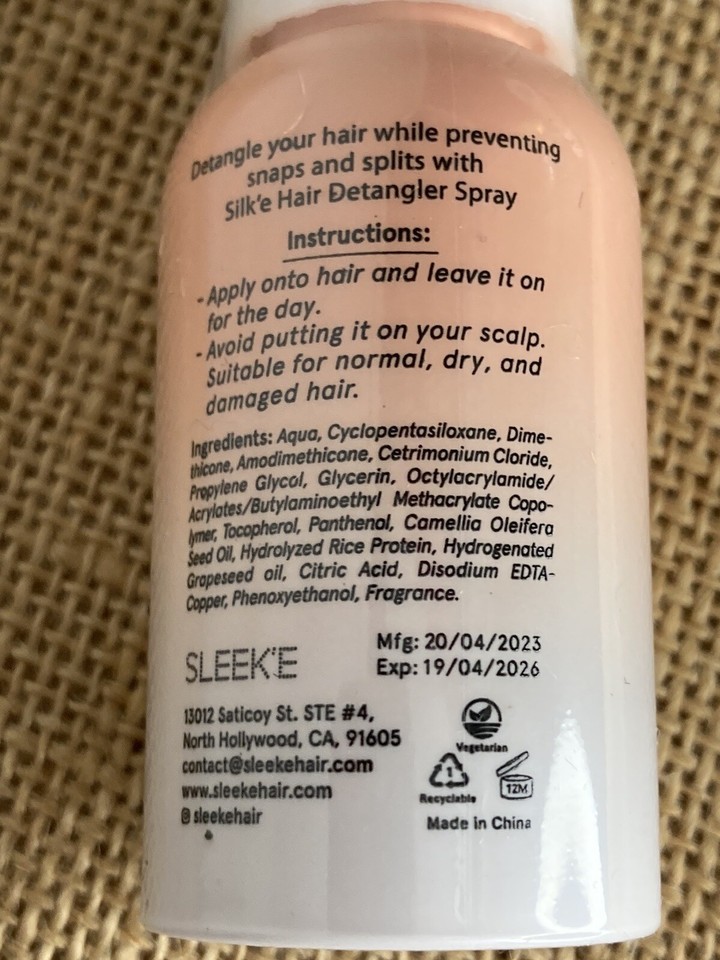 Detangle your hair while preventing
snaps and splits with
Silk'e Hair Detangler Spray
Instructions:
- Apply onto hair and leave it on
for the day.
- Avoid putting it on your scalp.
Suitable for normal, dry, and
damaged hair.
Ingredients: Aqua, Cyclopentasiloxane, Dime-
thicone, Amodimethicone, Cetrimonium Cloride,
Propylene Glycol, Glycerin, Octylacrylamide/
Acrylates/Butylaminoethyl Methacrylate Copo-
lymer, Tocopherol, Panthenol, Camellia Oleifera
Seed Oil, Hydrolyzed Rice Protein, Hydrogenated
Grapeseed oil, Citric Acid, Disodium EDTA-
Copper, Phenoxyethanol, Fragrance.
SLEEK'E
Mfg: 20/04/2023
Exp: 19/04/2026
13012 Saticoy St. STE #4,
North Hollywood, CA, 91605
contact@sleekehair.com
www.sleekehair.com
@sleekehair
Vegetarian
1
Recyclable
12M
Made in China